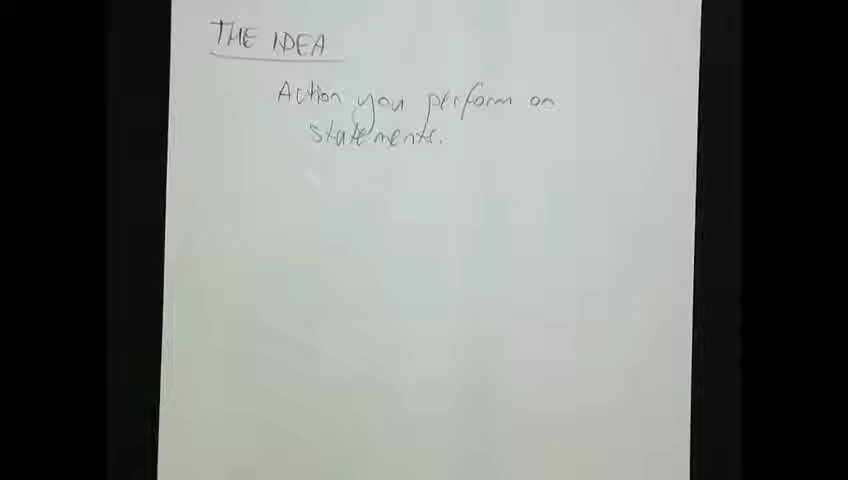 THE IDEA
Action you perform on
statements.